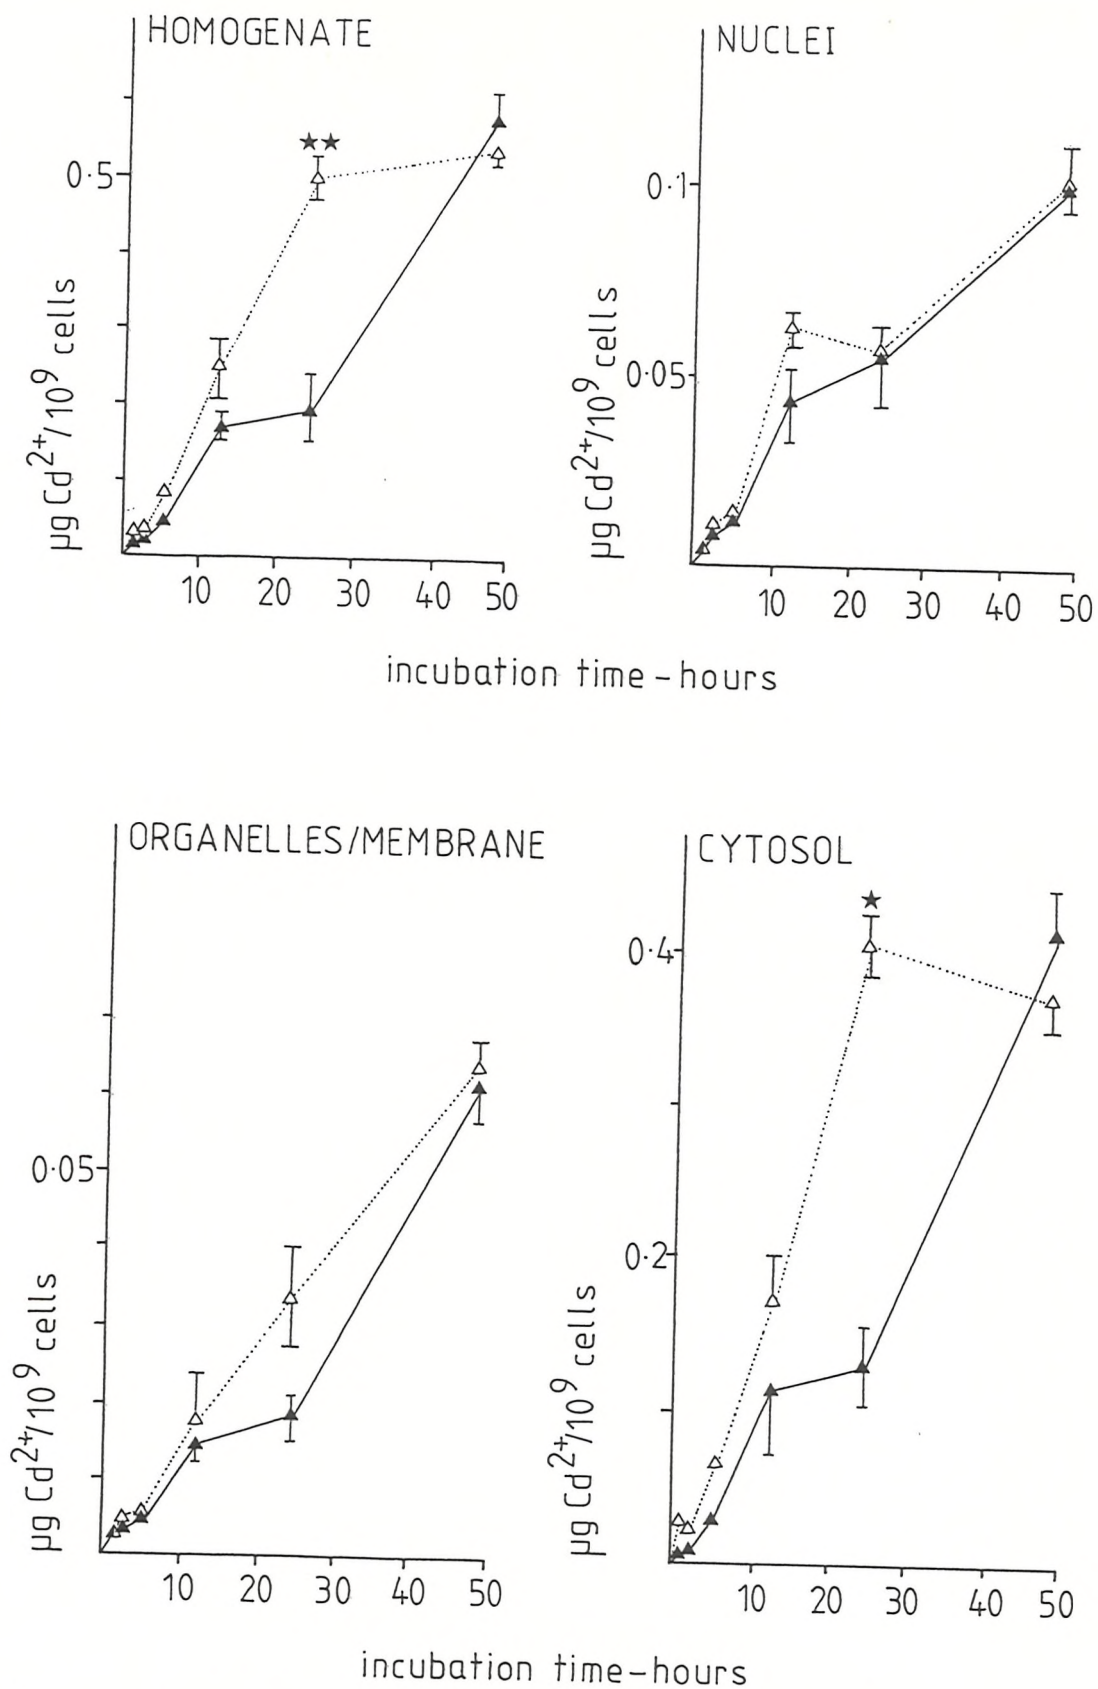 HOMOGENATE
★★
0·5
µg Cd2+/10⁹ cells
10 20 30 40 50
NUCLEI
0·1
0·05
µg Cd2+/10⁹ cells
10 20 30 40 50
incubation time-hours
ORGANELLES/MEMBRANE
0·05
µg Cd2+/10⁹ cells
10 20 30 40 50
CYTOSOL
★
0·4
0·2
µg Cd2+/10⁹ cells
10 20 30 40 50
incubation time-hours